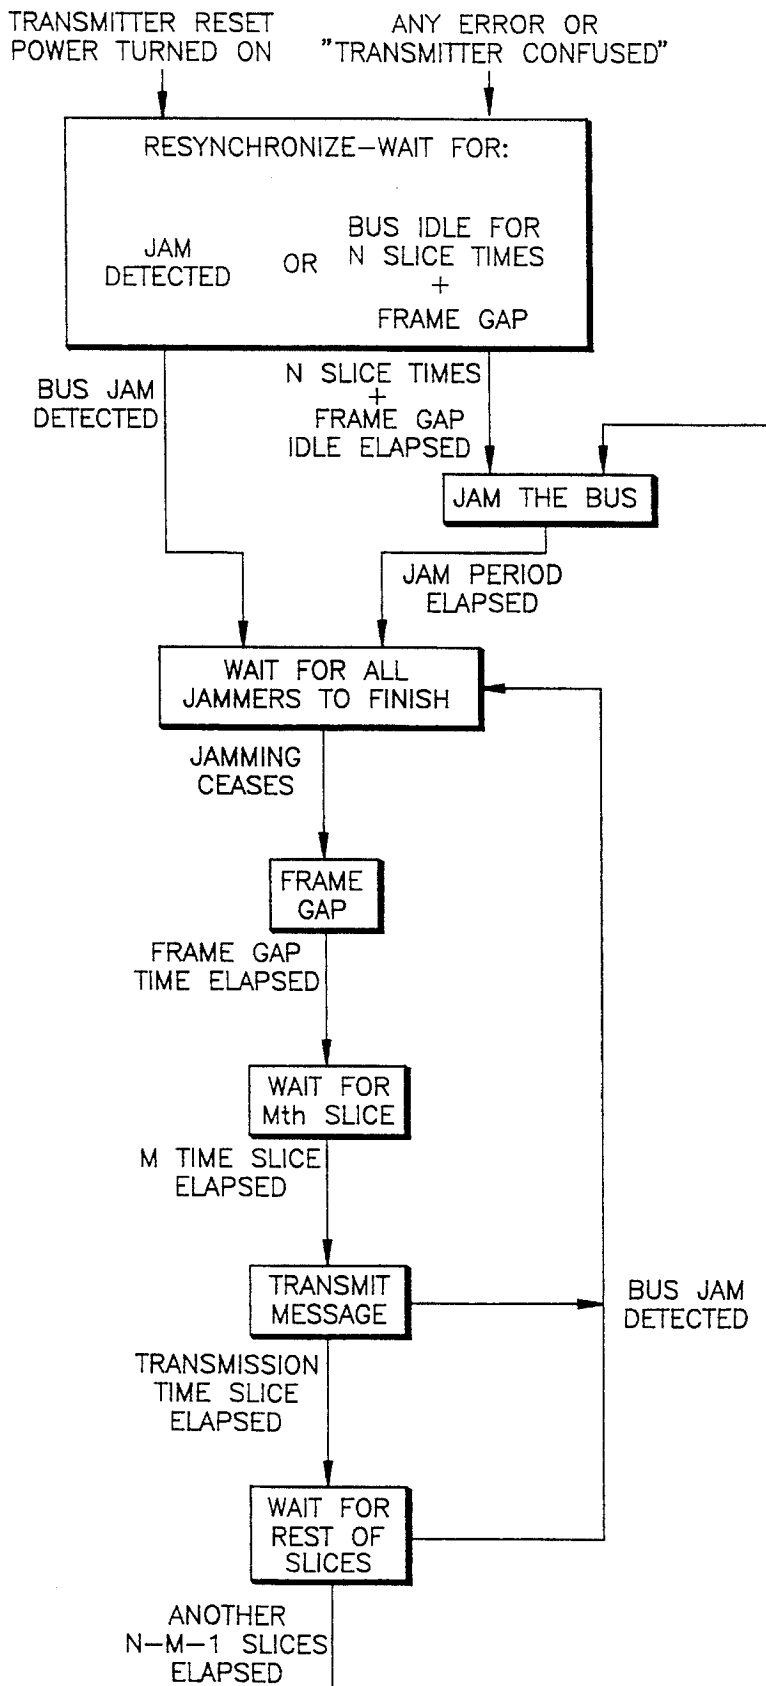 TRANSMITTER RESET
POWER TURNED ON
ANY ERROR OR
"TRANSMITTER CONFUSED"
RESYNCHRONIZE-WAIT FOR:
JAM
DETECTED
OR
BUS IDLE FOR
N SLICE TIMES
+
FRAME GAP
BUS JAM
DETECTED
N SLICE TIMES
+
FRAME GAP
IDLE ELAPSED
JAM THE BUS
JAM PERIOD
ELAPSED
WAIT FOR ALL
JAMMERS TO FINISH
JAMMING
CEASES
FRAME
GAP
FRAME GAP
TIME ELAPSED
WAIT FOR
Mth SLICE
M TIME SLICE
ELAPSED
TRANSMIT
MESSAGE
BUS JAM
DETECTED
TRANSMISSION
TIME SLICE
ELAPSED
WAIT FOR
REST OF
SLICES
ANOTHER
N-M-1 SLICES
ELAPSED